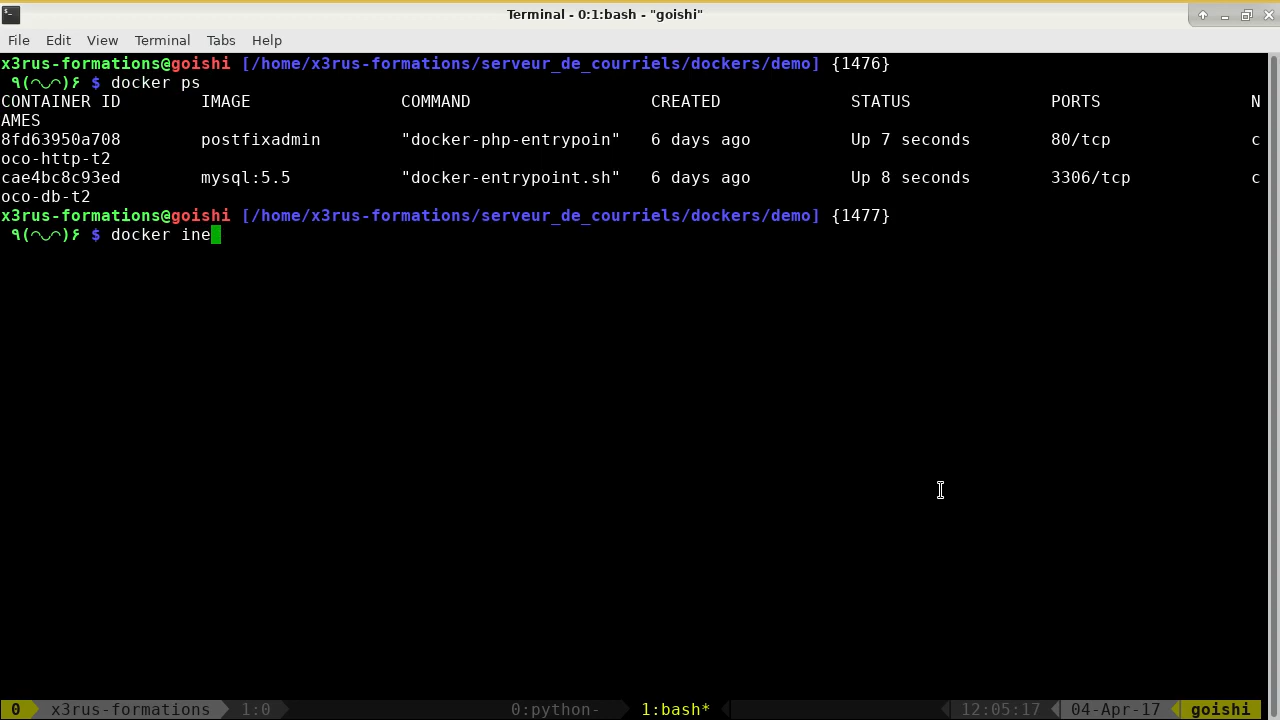 Terminal - 0:1:bash - "goishi"
File Edit View Terminal Tabs Help
x3rus-formations@goishi [/home/x3rus-formations/serveur_de_courriels/dockers/demo] {1476}
٩(◠◡◠)۶ $ docker ps
CONTAINER ID        IMAGE               COMMAND                  CREATED             STATUS              PORTS               N
AMES
8fd63950a708        postfixadmin        "docker-php-entrypoin"   6 days ago          Up 7 seconds        80/tcp              c
oco-http-t2
cae4bc8c93ed        mysql:5.5           "docker-entrypoint.sh"   6 days ago          Up 8 seconds        3306/tcp            c
oco-db-t2
x3rus-formations@goishi [/home/x3rus-formations/serveur_de_courriels/dockers/demo] {1477}
٩(◠◡◠)۶ $ docker ine
0 x3rus-formations 1:0 0:python- 1:bash* 12:05:17 04-Apr-17 goishi